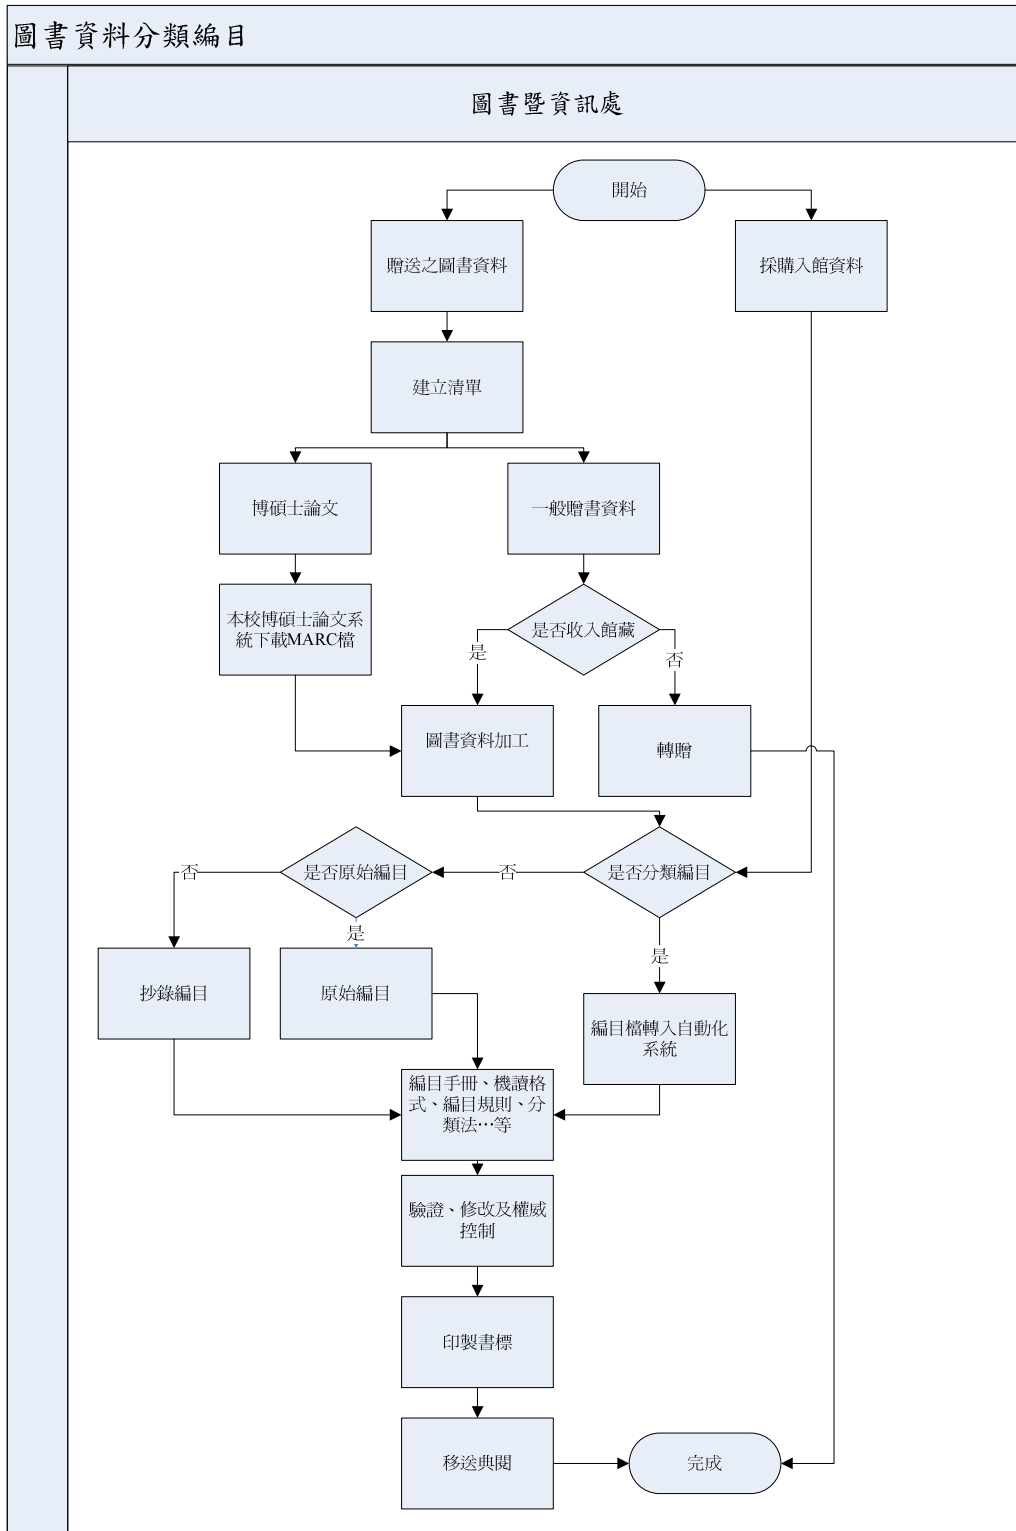 圖書資料分類編目
圖書暨資訊處
開始
贈送之圖書資料
採購入館資料
建立清單
博碩士論文
一般贈書資料
本校博碩士論文系
統下載MARC檔
是否收入館藏
是
否
圖書資料加工
轉贈
是否原始編目
是否分類編目
否
否
是
是
抄錄編目
原始編目
編目檔轉入自動化
系統
編目手冊、機讀格
式、編目規則、分
類法…等
驗證、修改及權威
控制
印製書標
移送典閱
完成